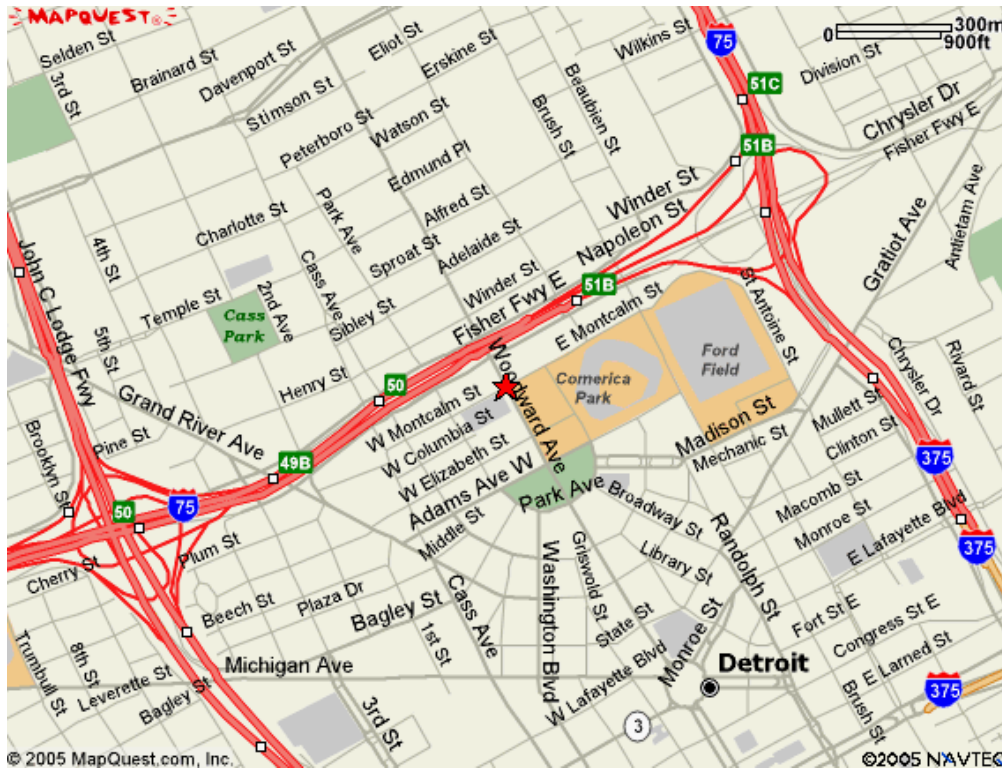 MAPQUEST®
300m
0
900ft
Selden St
3rd St
Brainard St
Davenport St
Eliot St
Erskine St
Wilkins St
75
Division St
51C
Stimson St
Peterboro St
Watson St
Edmund Pl
Beaubien St
Brush St
Chrysler Dr
Fisher Fwy E
51B
Winder St
Park Ave
Alfred St
Charlotte St
Napoleon St
Gratiot Ave
Antietam Ave
John C Lodge Fwy
4th St
Cass Ave
Sproat St
Adelaide St
Winder St
Fisher Fwy E
51B
Temple St
2nd Ave
Cass
Park
Sibley St
E Montcalm St
St Antoine St
5th St
Henry St
50
Woodward Ave
Comerica
Park
Ford
Field
Chrysler Dr
Rivard St
Grand River Ave
W Montcalm St
W Columbia St
W Elizabeth St
Adams Ave W
Madison St
Mechanic St
Mullett St
Clinton St
Brooklyn St
Pine St
49B
375
50
75
Park Ave
Broadway St
Macomb St
Monroe St
E Lafayette Blvd
Cherry St
Plum St
Middle St
Griswold St
Library St
Randolph St
375
Beech St
Plaza Dr
Bagley St
Cass Ave
Washington Blvd
State St
Fort St E
Congress St E
E Larned St
Trumbull St
8th St
Leverette St
Bagley St
Michigan Ave
1st St
3rd St
W Lafayette Blvd
Monroe St
Detroit
Brush St
375
3
© 2005 MapQuest.com, Inc.
©2005 NAVTEQ